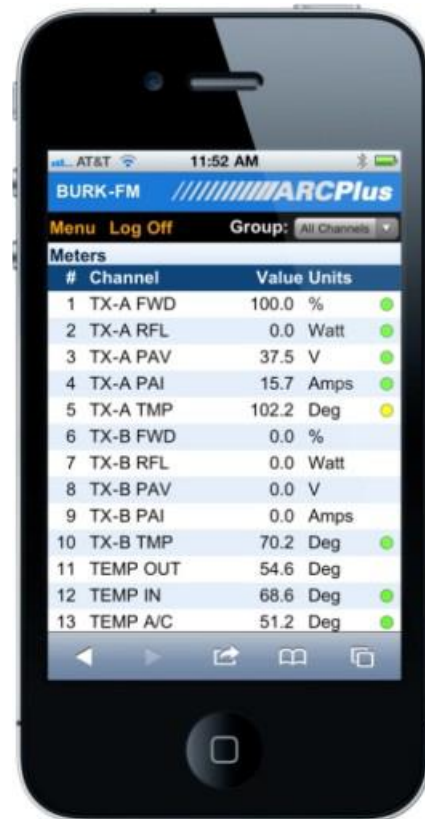 AT&T 11:52 AM
BURK-FM ARCPlus
Menu Log Off Group: All Channels
Meters
# Channel Value Units
1 TX-A FWD 100.0 %
2 TX-A RFL 0.0 Watt
3 TX-A PAV 37.5 V
4 TX-A PAI 15.7 Amps
5 TX-A TMP 102.2 Deg
6 TX-B FWD 0.0 %
7 TX-B RFL 0.0 Watt
8 TX-B PAV 0.0 V
9 TX-B PAI 0.0 Amps
10 TX-B TMP 70.2 Deg
11 TEMP OUT 54.6 Deg
12 TEMP IN 68.6 Deg
13 TEMP A/C 51.2 Deg